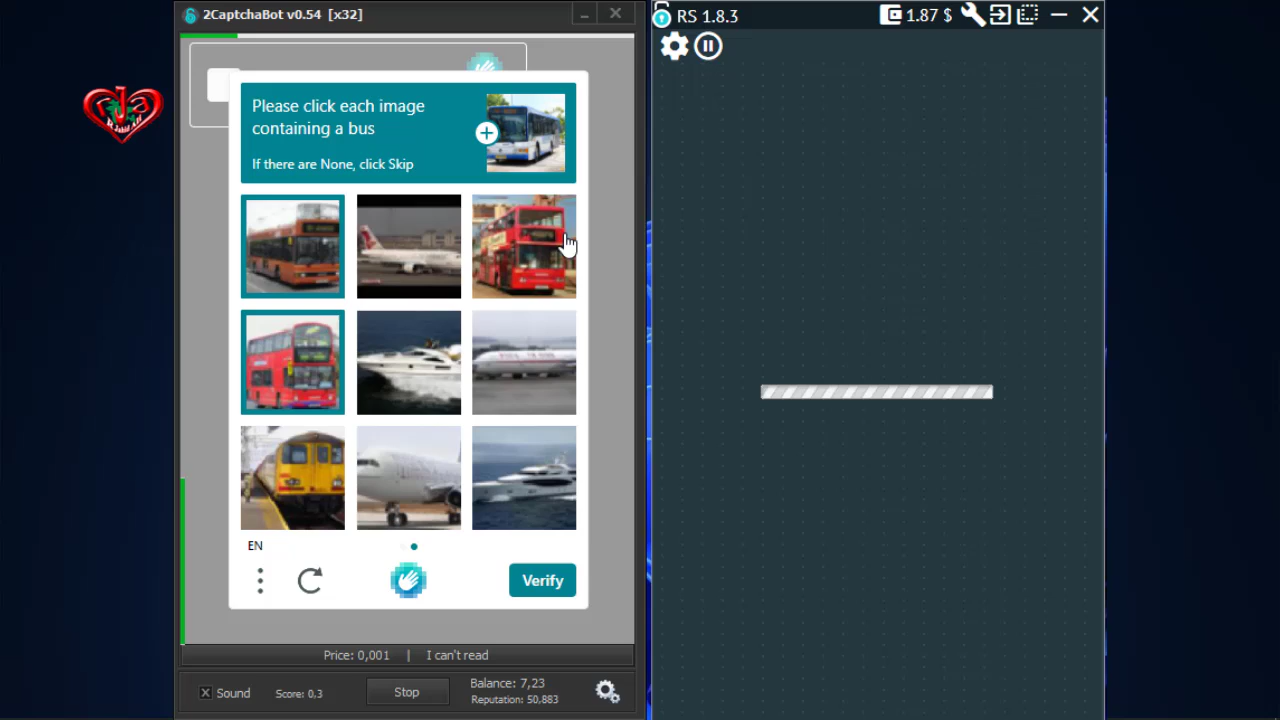 2CaptchaBot v0.54 [x32]
RS 1.8.3
1.87 $
Please click each image
containing a bus
If there are None, click Skip
EN
Verify
Price: 0,001 | I can't read
Sound
Score: 0,3
Stop
Balance: 7,23
Reputation: 50,883